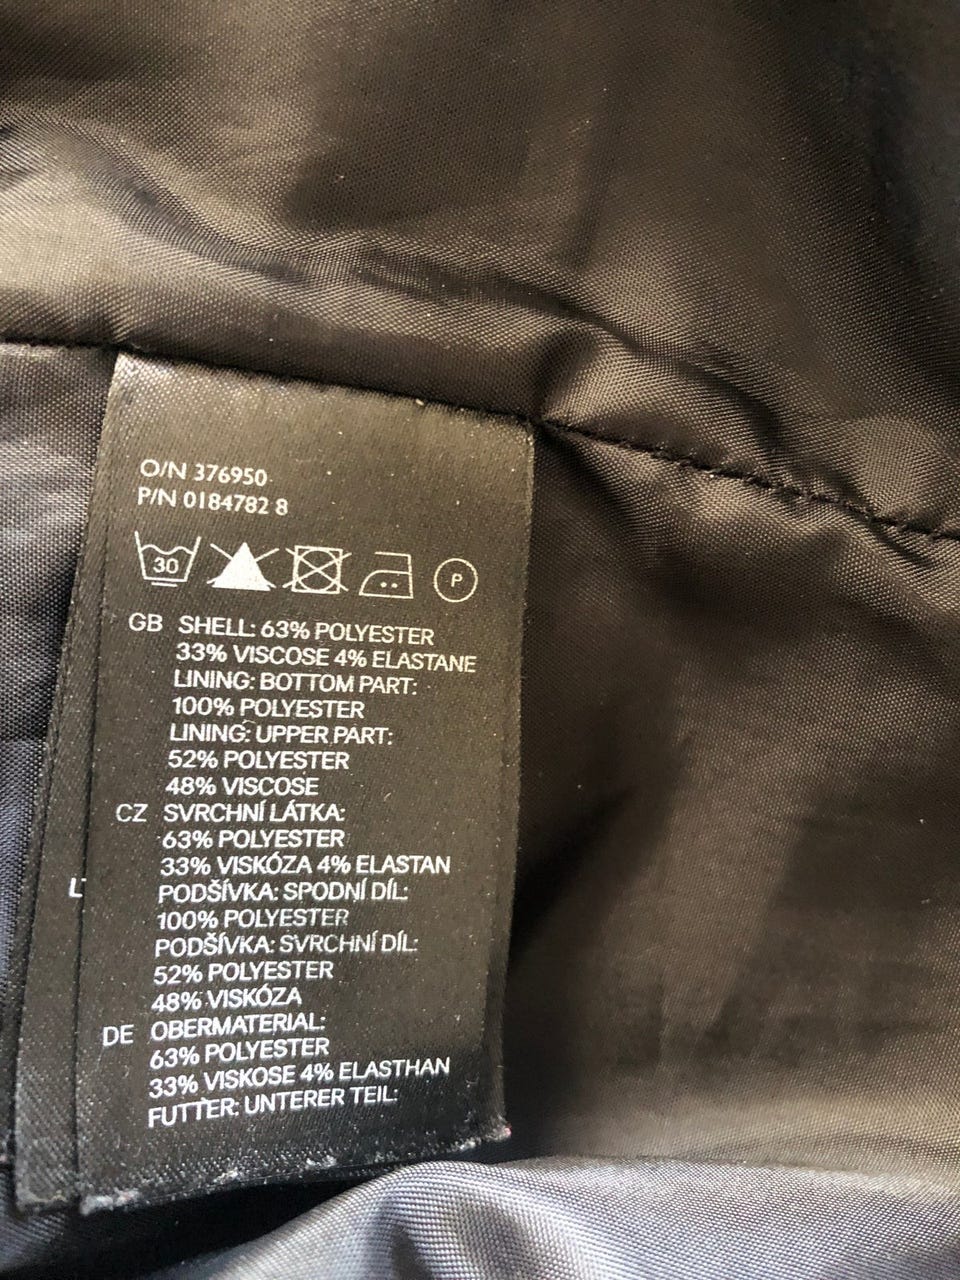 O/N 376950
P/N 0184782 8
30 P
GB SHELL: 63% POLYESTER
33% VISCOSE 4% ELASTANE
LINING: BOTTOM PART:
100% POLYESTER
LINING: UPPER PART:
52% POLYESTER
48% VISCOSE
CZ SVRCHNÍ LÁTKA:
63% POLYESTER
33% VISKÓZA 4% ELASTAN
PODŠÍVKA: SPODNÍ DÍL:
100% POLYESTER
PODŠÍVKA: SVRCHNÍ DÍL:
52% POLYESTER
48% VISKÓZA
DE OBERMATERIAL:
63% POLYESTER
33% VISKOSE 4% ELASTHAN
FUTTER: UNTERER TEIL: